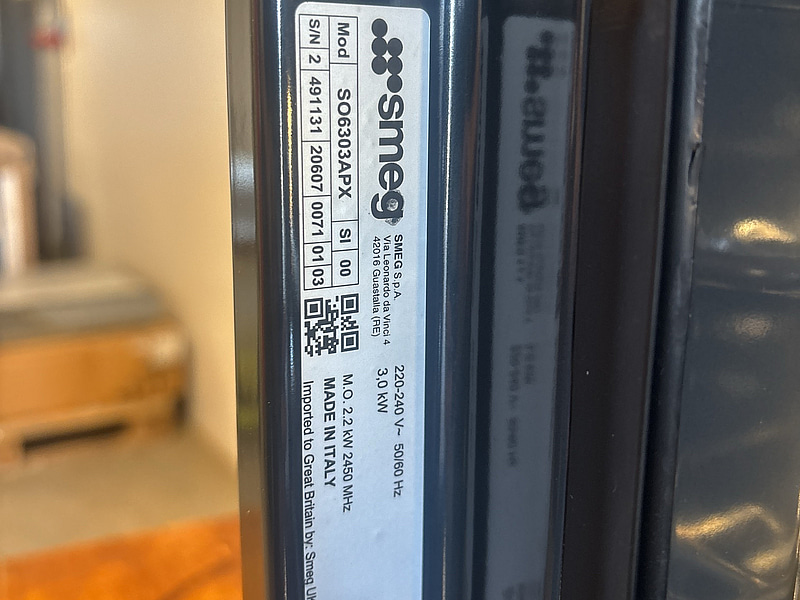 smeg
SMEG S.p.A.
Via Leonardo da Vinci 4
42016 Guastalla (RE)
220-240 V~ 50/60 Hz
3,0 kW
Mod SO6303APX SI 00
S/N 2 491131 20607 0071 01 03
M.O. 2.2 kW 2450 MHz
MADE IN ITALY
Imported to Great Britain by: Smeg UK